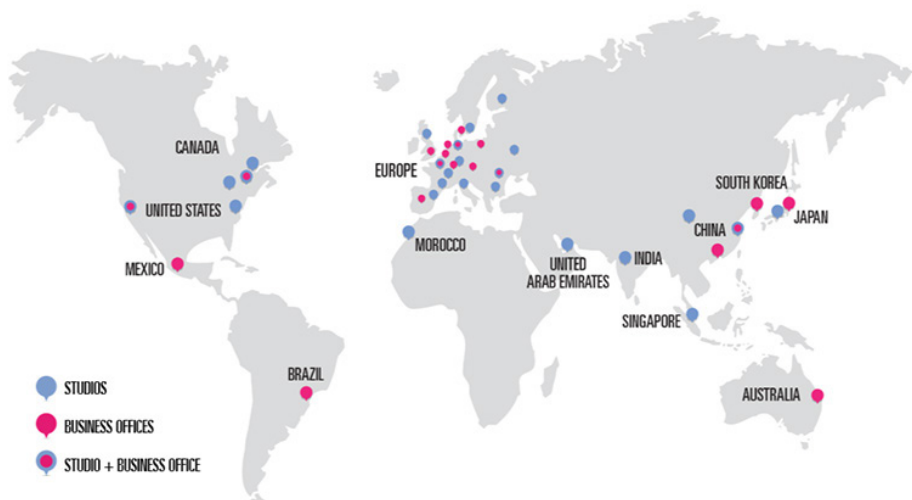 CANADA
EUROPE
SOUTH KOREA
UNITED STATES
JAPAN
CHINA
MOROCCO
MEXICO
UNITED
ARAB EMIRATES
INDIA
SINGAPORE
BRAZIL
AUSTRALIA
STUDIOS
BUSINESS OFFICES
STUDIO + BUSINESS OFFICE